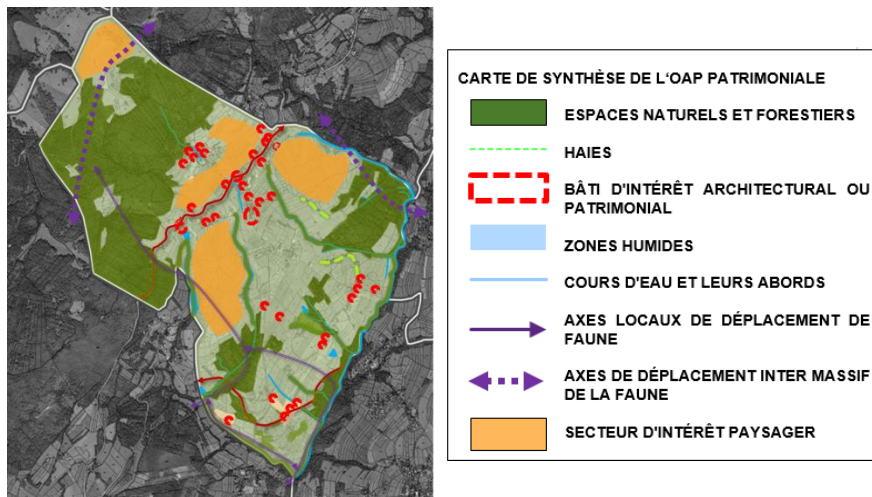 CARTE DE SYNTHÈSE DE L'OAP PATRIMONIALE
ESPACES NATURELS ET FORESTIERS
HAIES
BÂTI D'INTÉRÊT ARCHITECTURAL OU
PATRIMONIAL
ZONES HUMIDES
COURS D'EAU ET LEURS ABORDS
AXES LOCAUX DE DÉPLACEMENT DE
FAUNE
AXES DE DÉPLACEMENT INTER MASSIF
DE LA FAUNE
SECTEUR D'INTÉRÊT PAYSAGER